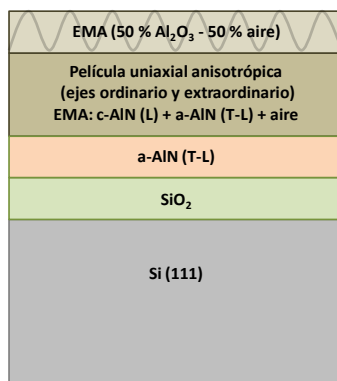 EMA (50 % Al₂O₃ - 50 % aire)
Película uniaxial anisotrópica
(ejes ordinario y extraordinario)
EMA: c-AlN (L) + a-AlN (T-L) + aire
a-AlN (T-L)
SiO₂
Si (111)